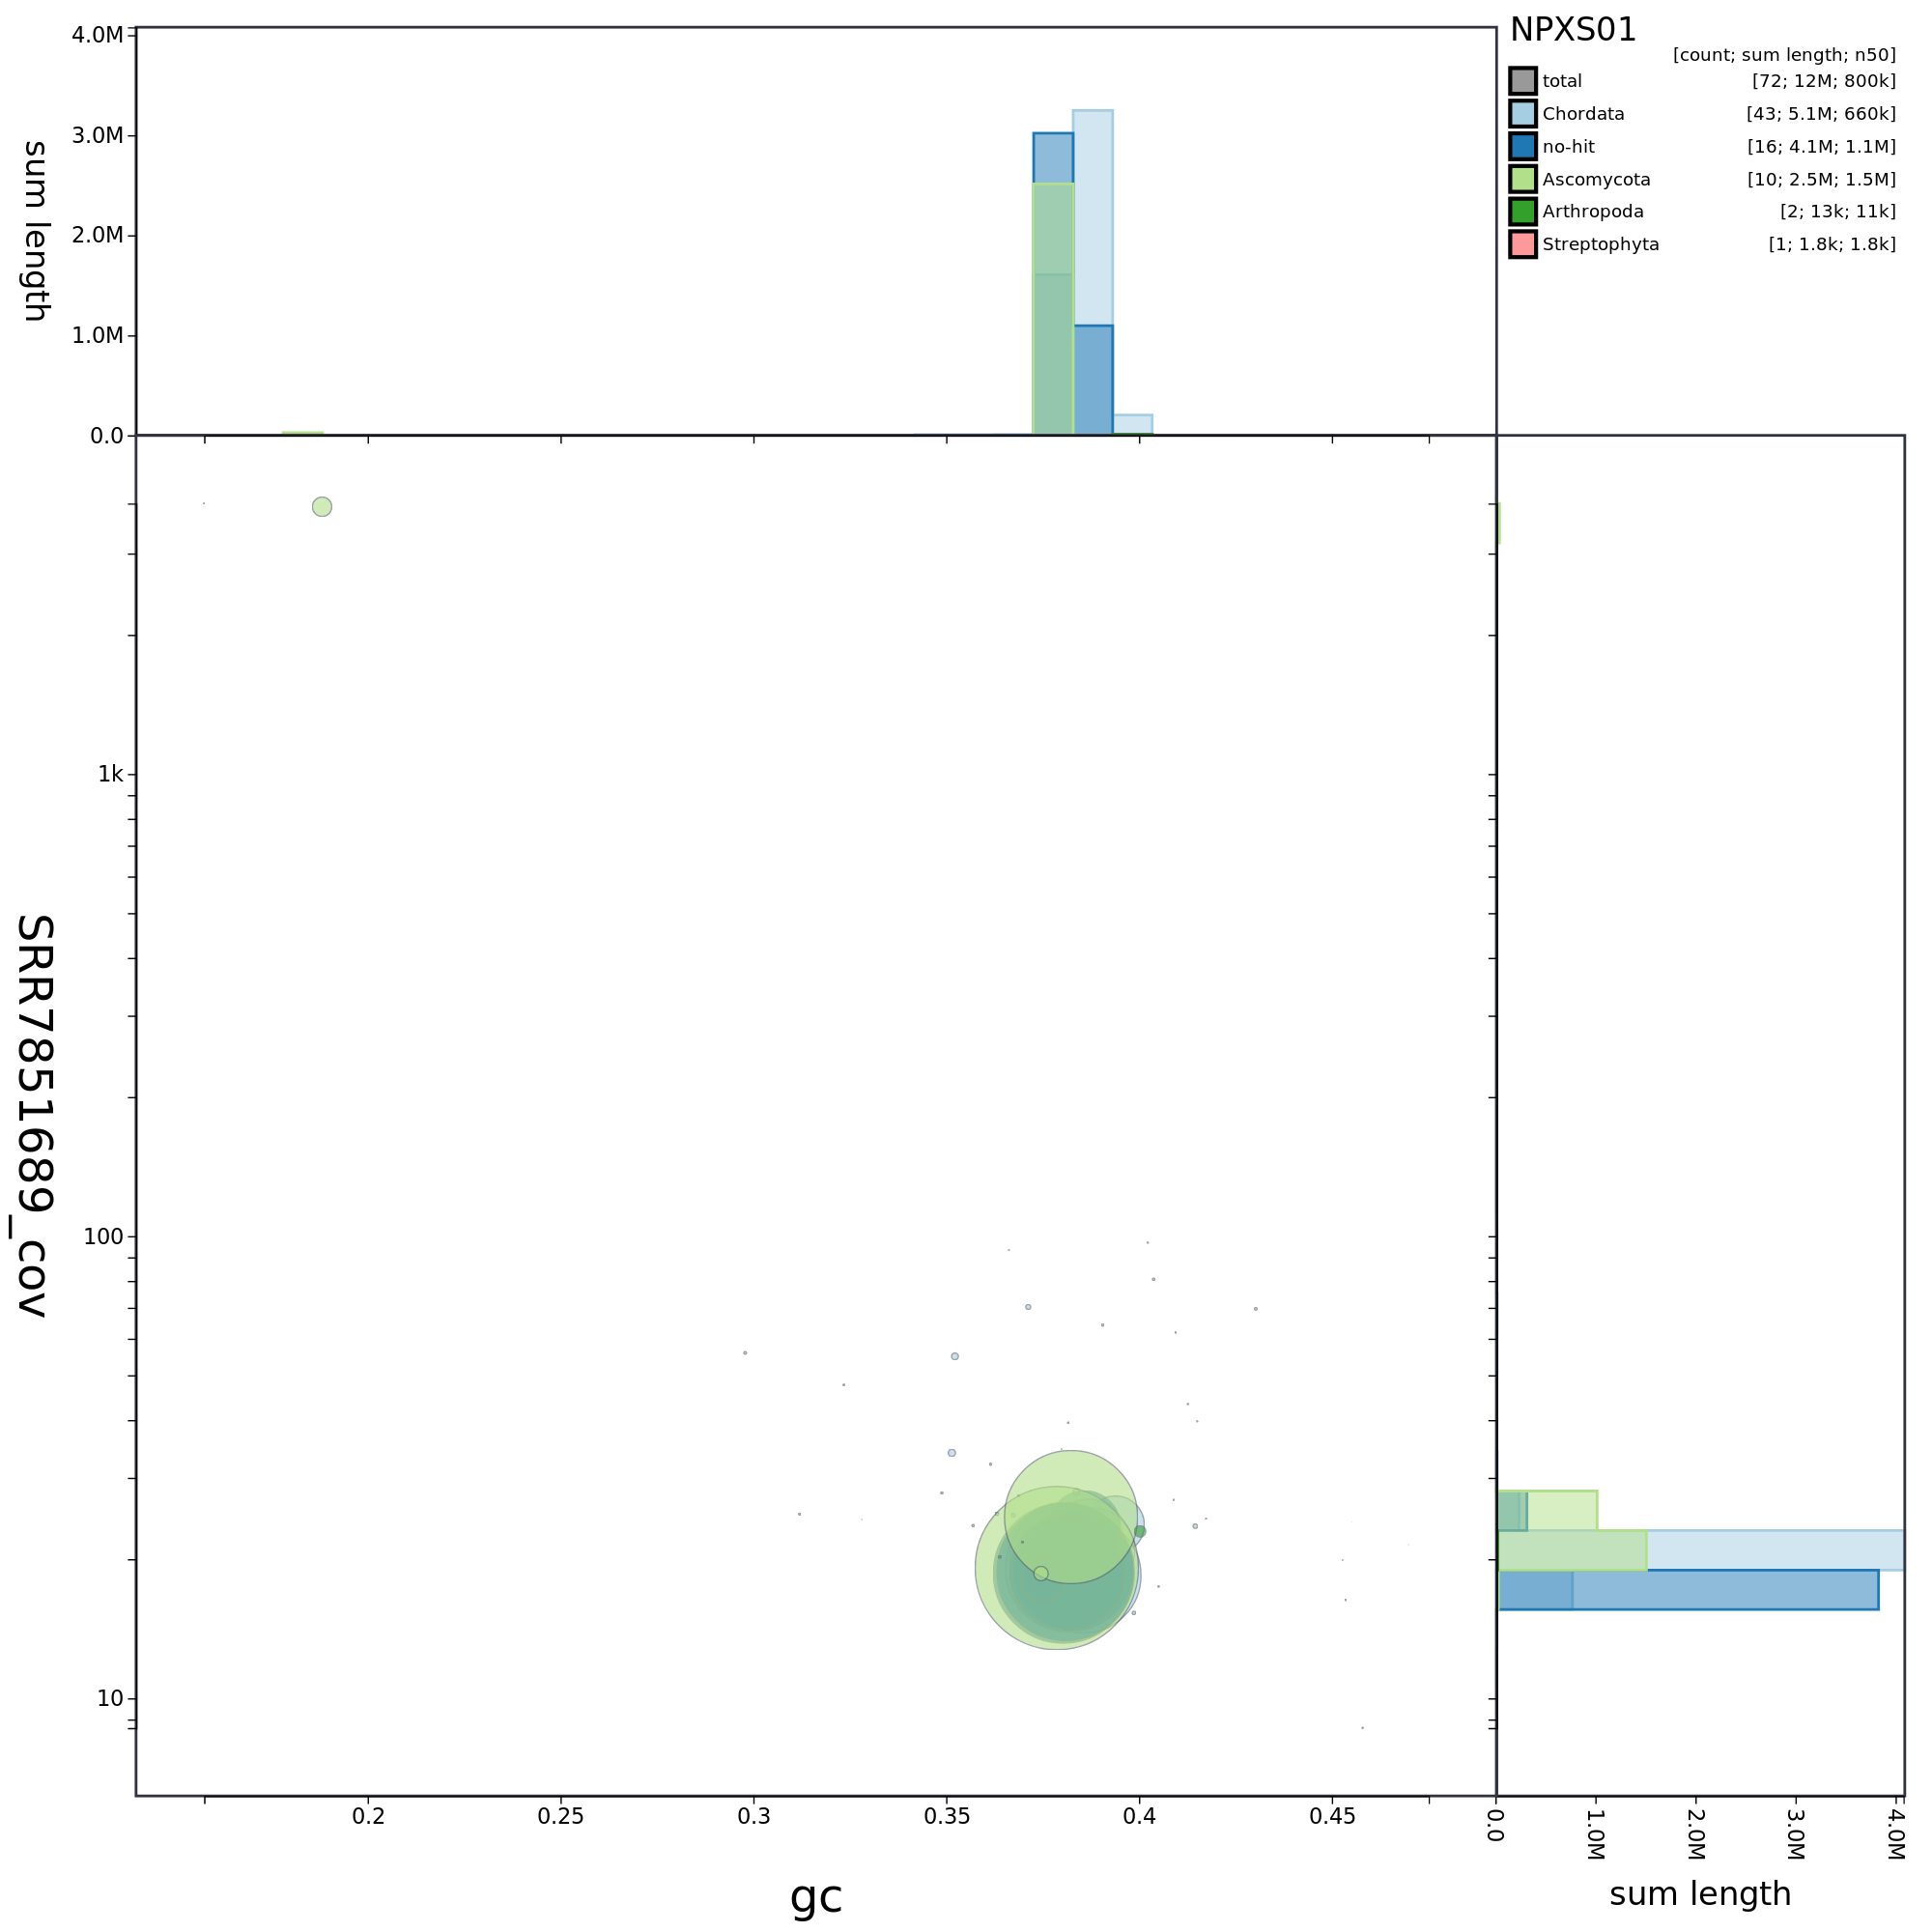 NPXS01
[count; sum length; n50]
total [72; 12M; 800k]
Chordata [43; 5.1M; 660k]
no-hit [16; 4.1M; 1.1M]
Ascomycota [10; 2.5M; 1.5M]
Arthropoda [2; 13k; 11k]
Streptophyta [1; 1.8k; 1.8k]
sum length
4.0M
3.0M
2.0M
1.0M
0.0
SRR7851689_cov
1k
100
10
0.2 0.25 0.3 0.35 0.4 0.45
gc
0.0 1.0M 2.0M 3.0M 4.0M
sum length